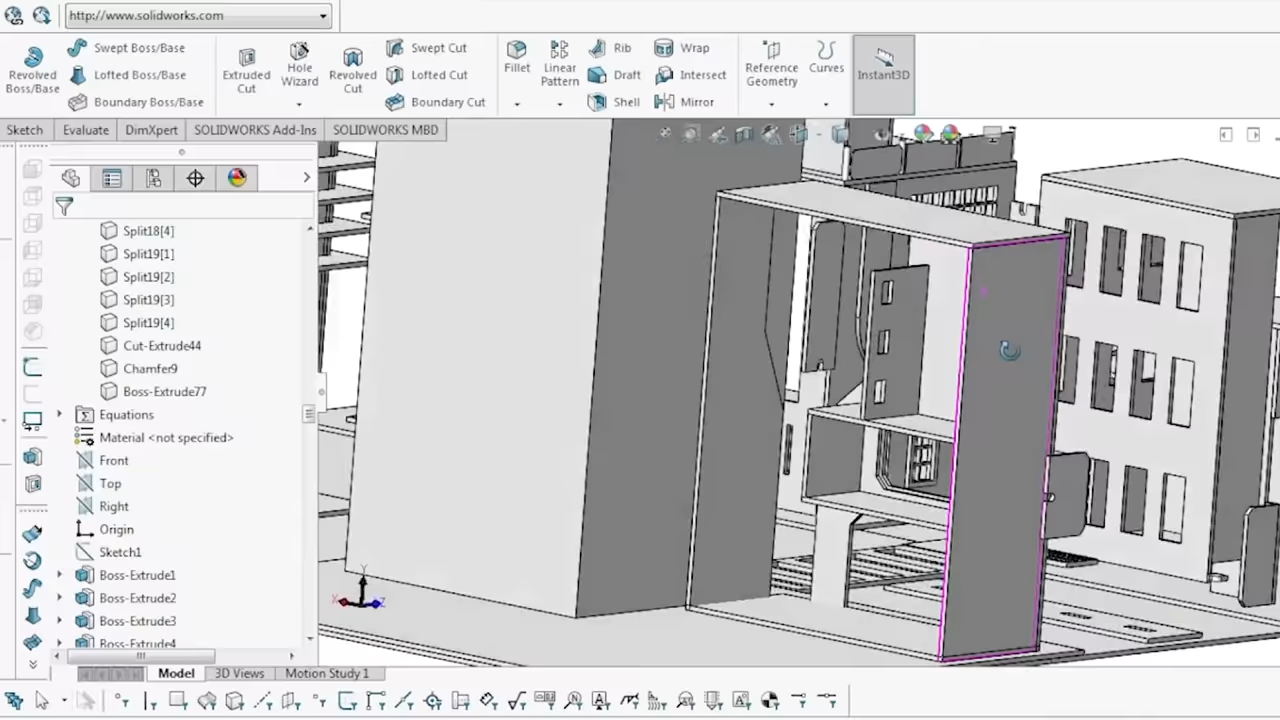 http://www.solidworks.com
Revolved Boss/Base
Swept Boss/Base
Lofted Boss/Base
Boundary Boss/Base
Extruded Cut
Hole Wizard
Revolved Cut
Swept Cut
Lofted Cut
Boundary Cut
Fillet
Linear Pattern
Rib
Draft
Shell
Wrap
Intersect
Mirror
Reference Geometry
Curves
Instant3D
Sketch
Evaluate
DimXpert
SOLIDWORKS Add-Ins
SOLIDWORKS MBD
Split18[4]
Split19[1]
Split19[2]
Split19[3]
Split19[4]
Cut-Extrude44
Chamfer9
Boss-Extrude77
Equations
Material <not specified>
Front
Top
Right
Origin
Sketch1
Boss-Extrude1
Boss-Extrude2
Boss-Extrude3
Boss-Extrude4
Y
X
Z
Model
3D Views
Motion Study 1